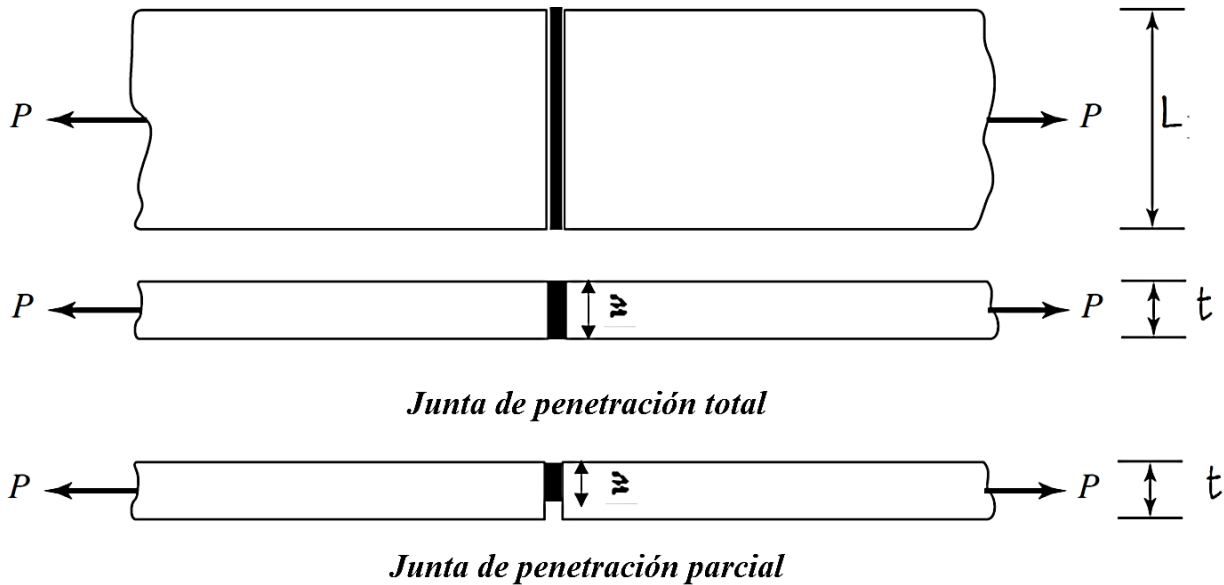 P P L
P P t
Junta de penetración total
P P t
Junta de penetración parcial